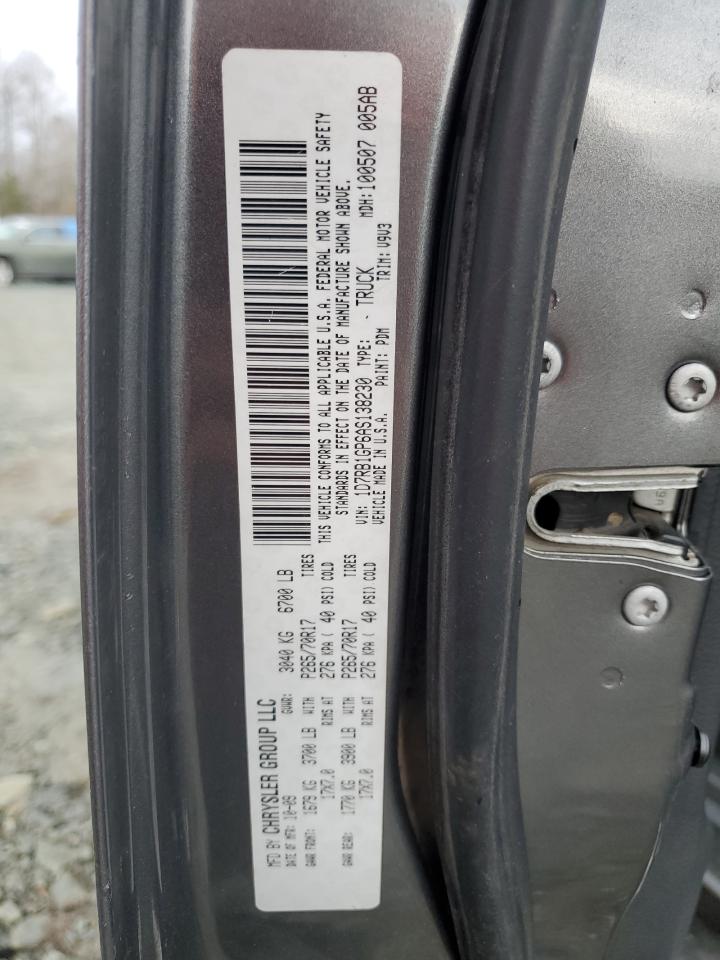 MFD BY CHRYSLER GROUP LLC
DATE OF MFR: 10-09 GVWR: 3040 KG 6700 LB
GAWR FRONT: 1679 KG 3700 LB WITH P265/70R17 TIRES
17X7.0 RIMS AT 276 KPA ( 40 PSI) COLD
GAWR REAR: 1770 KG 3900 LB WITH P265/70R17 TIRES
17X7.0 RIMS AT 276 KPA ( 40 PSI) COLD
THIS VEHICLE CONFORMS TO ALL APPLICABLE U.S.A. FEDERAL MOTOR VEHICLE SAFETY
STANDARDS IN EFFECT ON THE DATE OF MANUFACTURE SHOWN ABOVE.
VIN: 1D7RB1GP6AS138230 TYPE: - TRUCK MDH:100507 005AB
VEHICLE MADE IN U.S.A. PAINT: PDM TRIM: V9V3